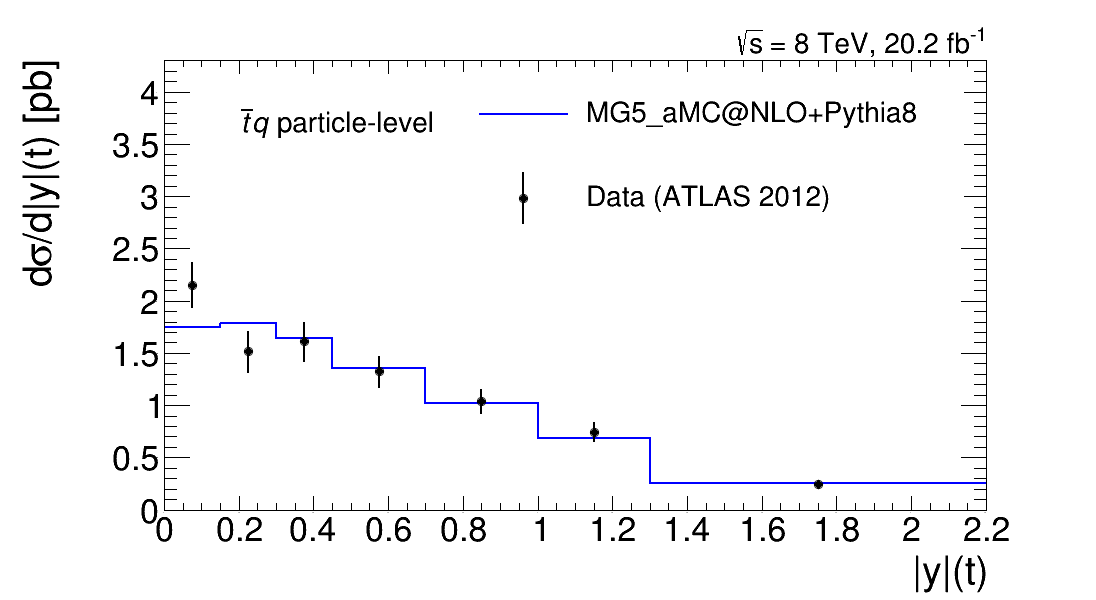 √s = 8 TeV, 20.2 fb⁻¹
dσ/d|y|(t) [pb]
t̄q particle-level
MG5_aMC@NLO+Pythia8
Data (ATLAS 2012)
4
3.5
3
2.5
2
1.5
1
0.5
0
0 0.2 0.4 0.6 0.8 1 1.2 1.4 1.6 1.8 2 2.2
|y|(t)